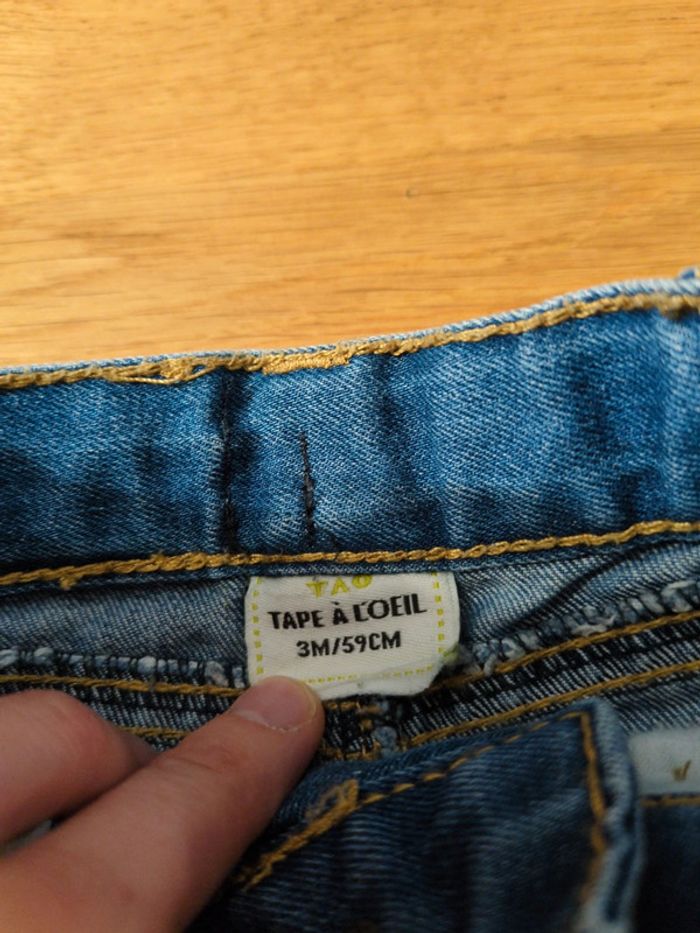 TAO
TAPE À L'OEIL
3M/59CM